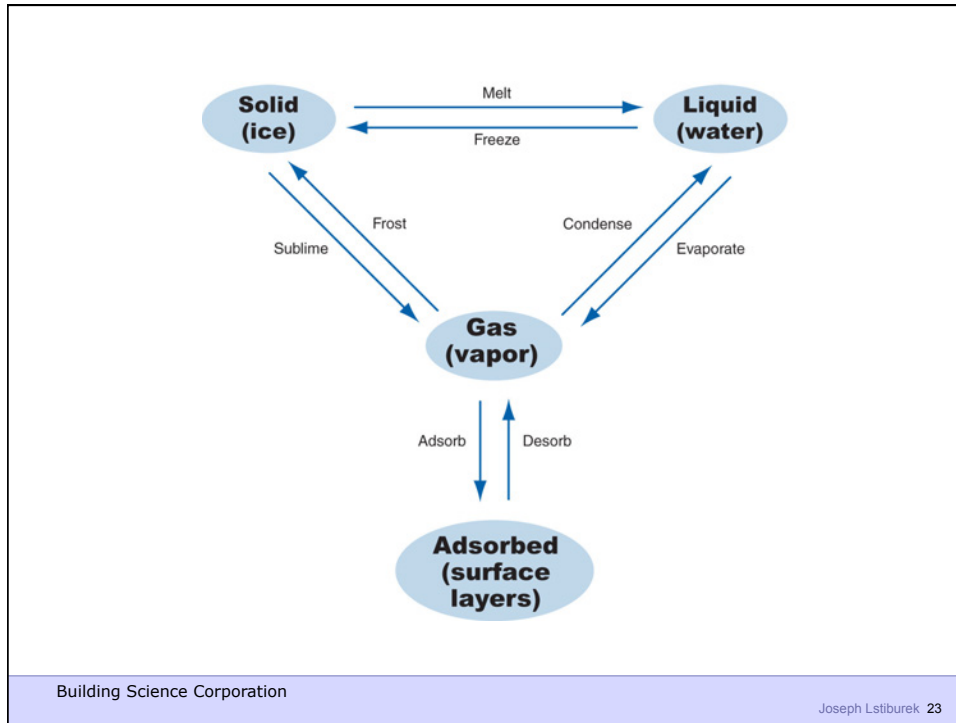 Melt
Solid
(ice)
Liquid
(water)
Freeze
Frost
Condense
Sublime
Evaporate
Gas
(vapor)
Adsorb
Desorb
Adsorbed
(surface
layers)
Building Science Corporation
Joseph Lstiburek 23